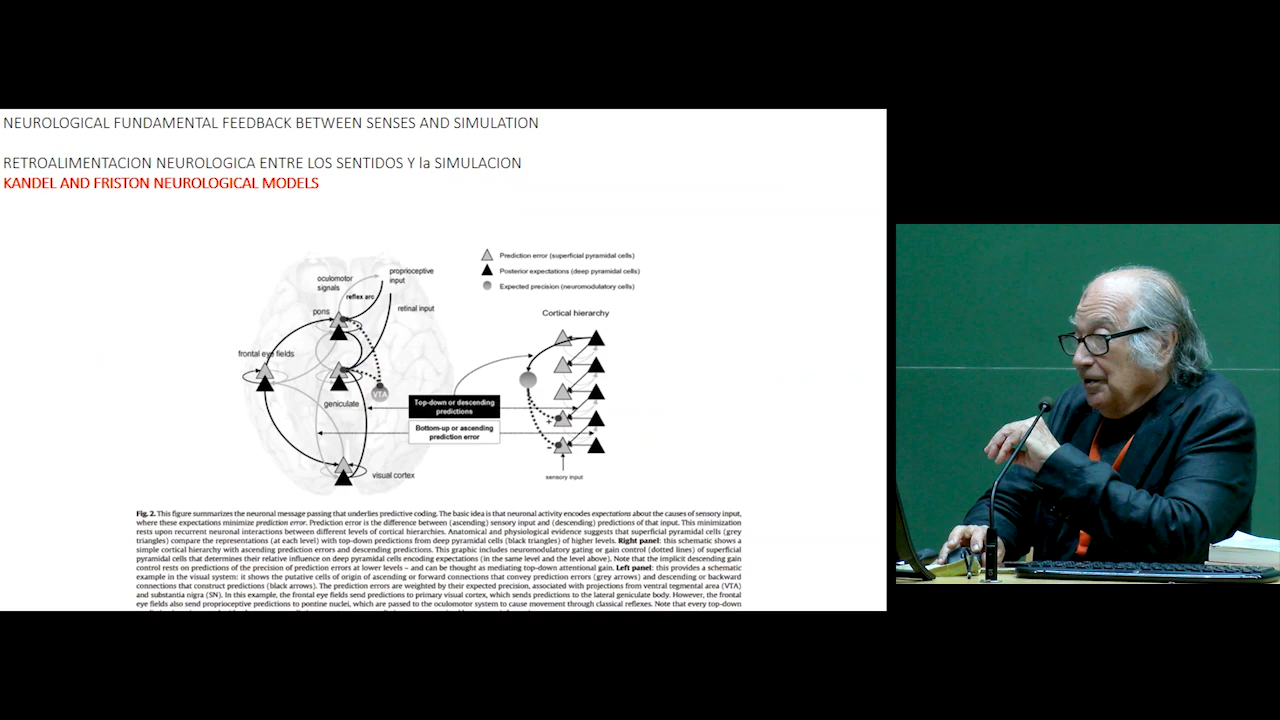 NEUROLOGICAL FUNDAMENTAL FEEDBACK BETWEEN SENSES AND SIMULATION
RETROALIMENTACION NEUROLOGICA ENTRE LOS SENTIDOS Y la SIMULACION
KANDEL AND FRISTON NEUROLOGICAL MODELS
oculomotor
signals
proprioceptive
input
reflex arc
retinal input
pons
frontal eye fields
VTA
geniculate
visual cortex
Prediction error (superficial pyramidal cells)
Posterior expectations (deep pyramidal cells)
Expected precision (neuromodulatory cells)
Cortical hierarchy
Top-down or descending
predictions
Bottom-up or ascending
prediction error
sensory input
Fig. 2. This figure summarizes the neuronal message passing that underlies predictive coding. The basic idea is that neuronal activity encodes expectations about the causes of sensory input,
where these expectations minimize prediction error. Prediction error is the difference between (ascending) sensory input and (descending) predictions of that input. This minimization
rests upon recurrent neuronal interactions between different levels of cortical hierarchies. Anatomical and physiological evidence suggests that superficial pyramidal cells (grey
triangles) compare the representations (at each level) with top-down predictions from deep pyramidal cells (black triangles) of higher levels. Right panel: this schematic shows a
simple cortical hierarchy with ascending prediction errors and descending predictions. This graphic includes neuromodulatory gating or gain control (dotted lines) of superficial
pyramidal cells that determines their relative influence on deep pyramidal cells encoding expectations (in the same level and the level above). Note that the implicit descending gain
control rests on predictions of the precision of prediction errors at lower levels – and can be thought as mediating top-down attentional gain. Left panel: this provides a schematic
example in the visual system: it shows the putative cells of origin of ascending or forward connections that convey prediction errors (grey arrows) and descending or backward
connections that construct predictions (black arrows). The prediction errors are weighted by their expected precision, associated with projections from ventral tegmental area (VTA)
and substantia nigra (SN). In this example, the frontal eye fields send predictions to primary visual cortex, which sends predictions to the lateral geniculate body. However, the frontal
eye fields also send proprioceptive predictions to pontine nuclei, which are passed to the oculomotor system to cause movement through classical reflexes. Note that every top-down